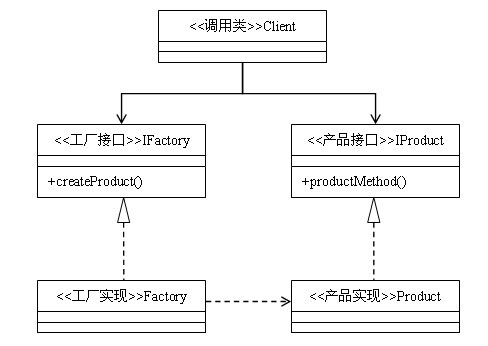 <<调用类>>Client
<<工厂接口>>IFactory
<<产品接口>>IProduct
+createProduct()
+productMethod()
<<工厂实现>>Factory
<<产品实现>>Product